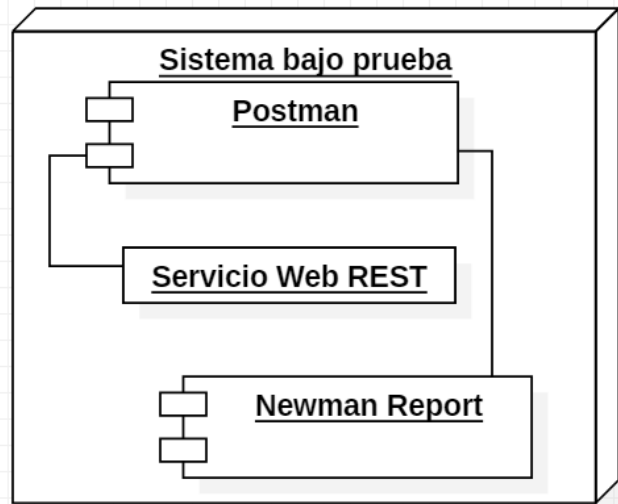 Sistema bajo prueba
Postman
Servicio Web REST
Newman Report